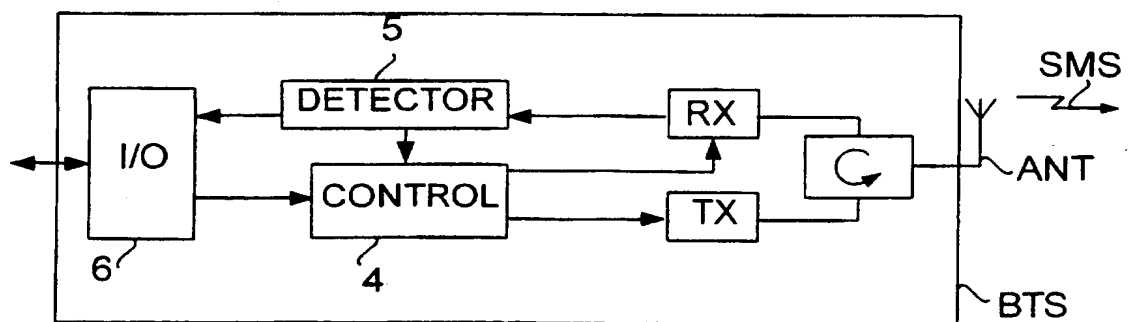 5
SMS
DETECTOR
RX
I/O
ANT
CONTROL
TX
6
4
BTS